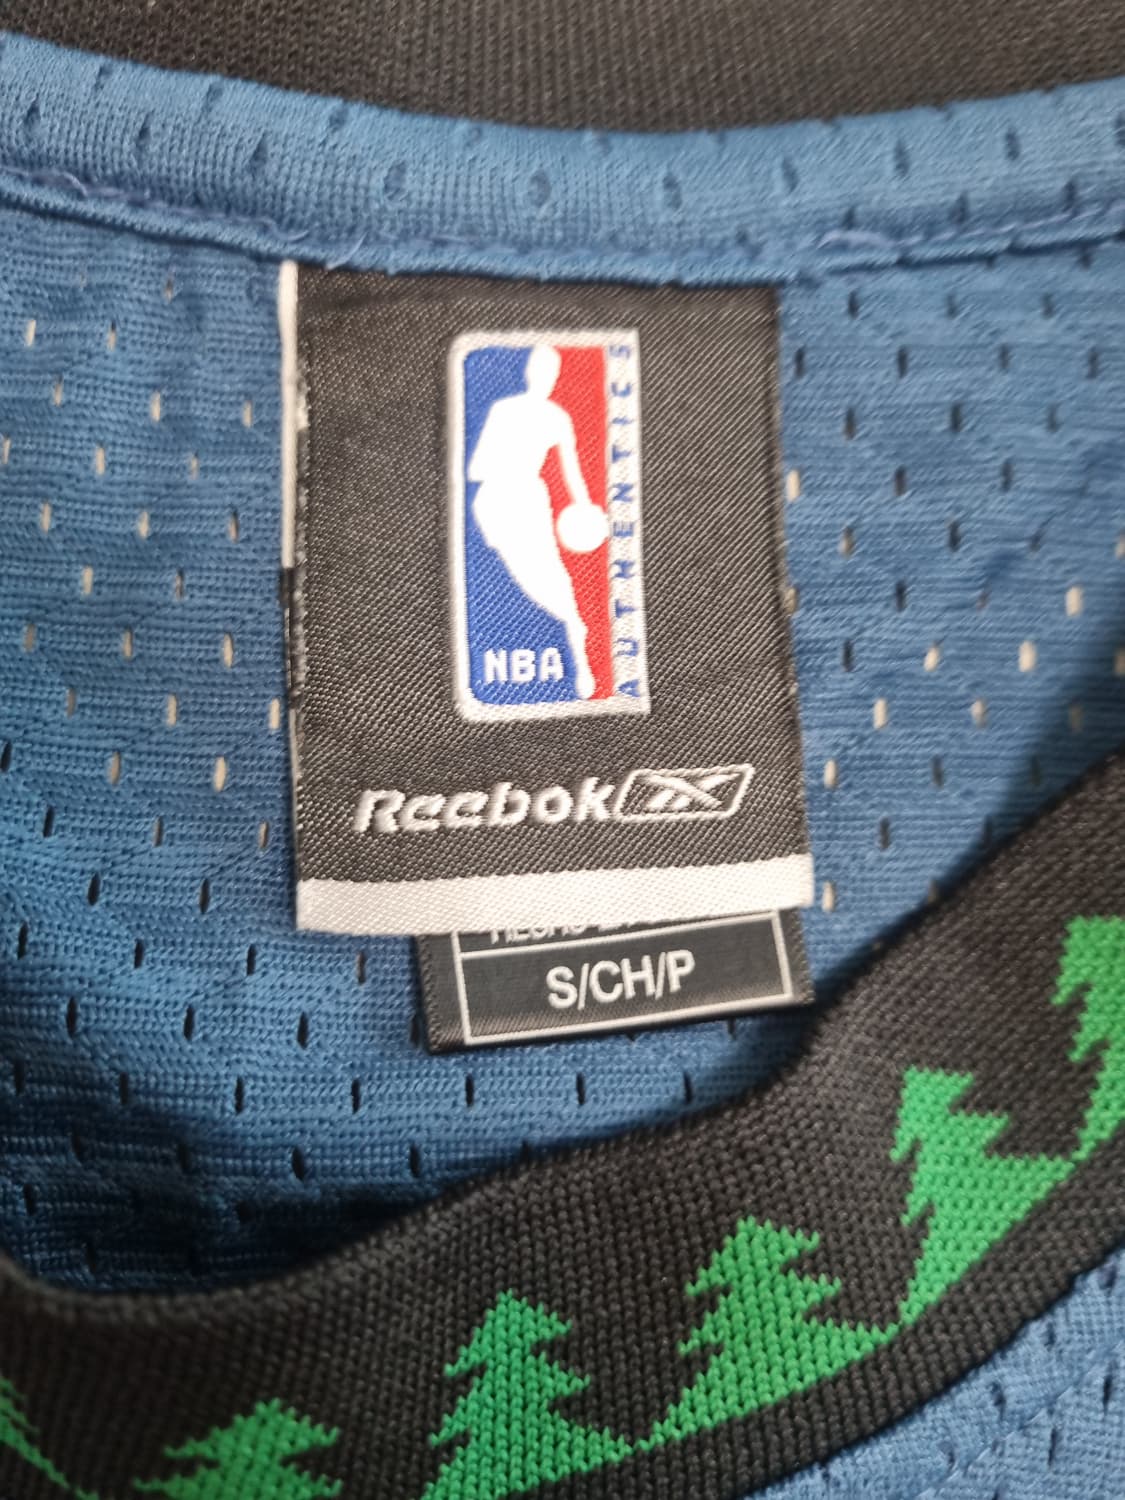 NBA
AUTHENTICS
Reebok
S/CH/P